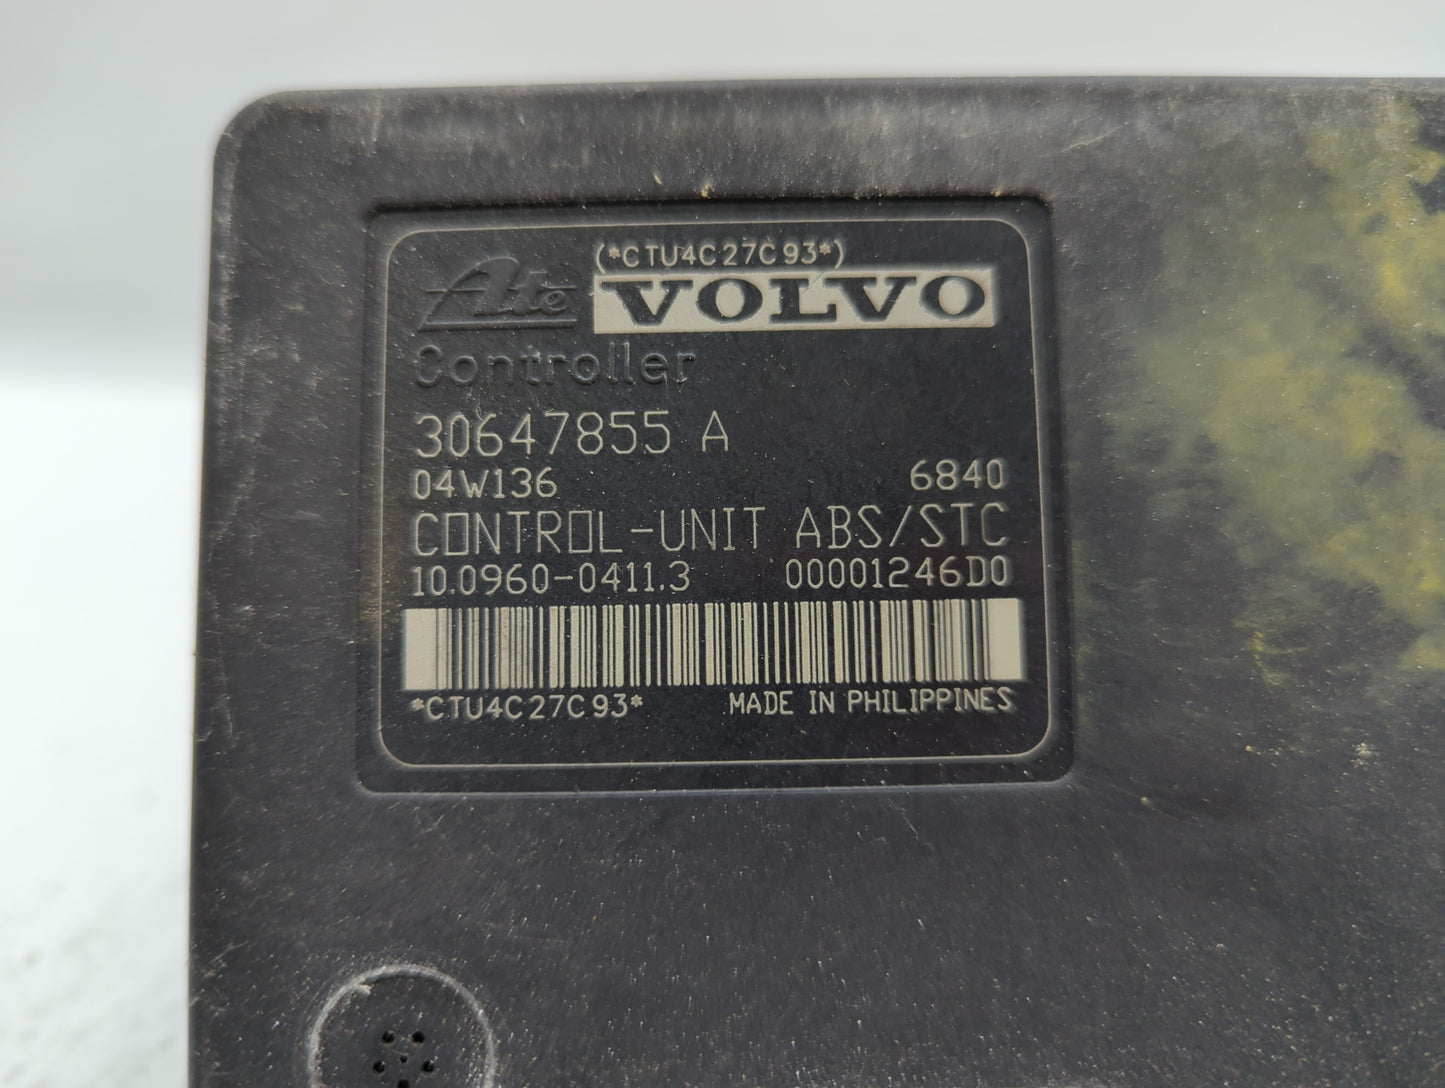 (*CTU4C27C93*)
Ate VOLVO
Controller
30647855 A
04W136 6840
CONTROL-UNIT ABS/STC
10.0960-0411.3 00001246D0
*CTU4C27C93* MADE IN PHILIPPINES